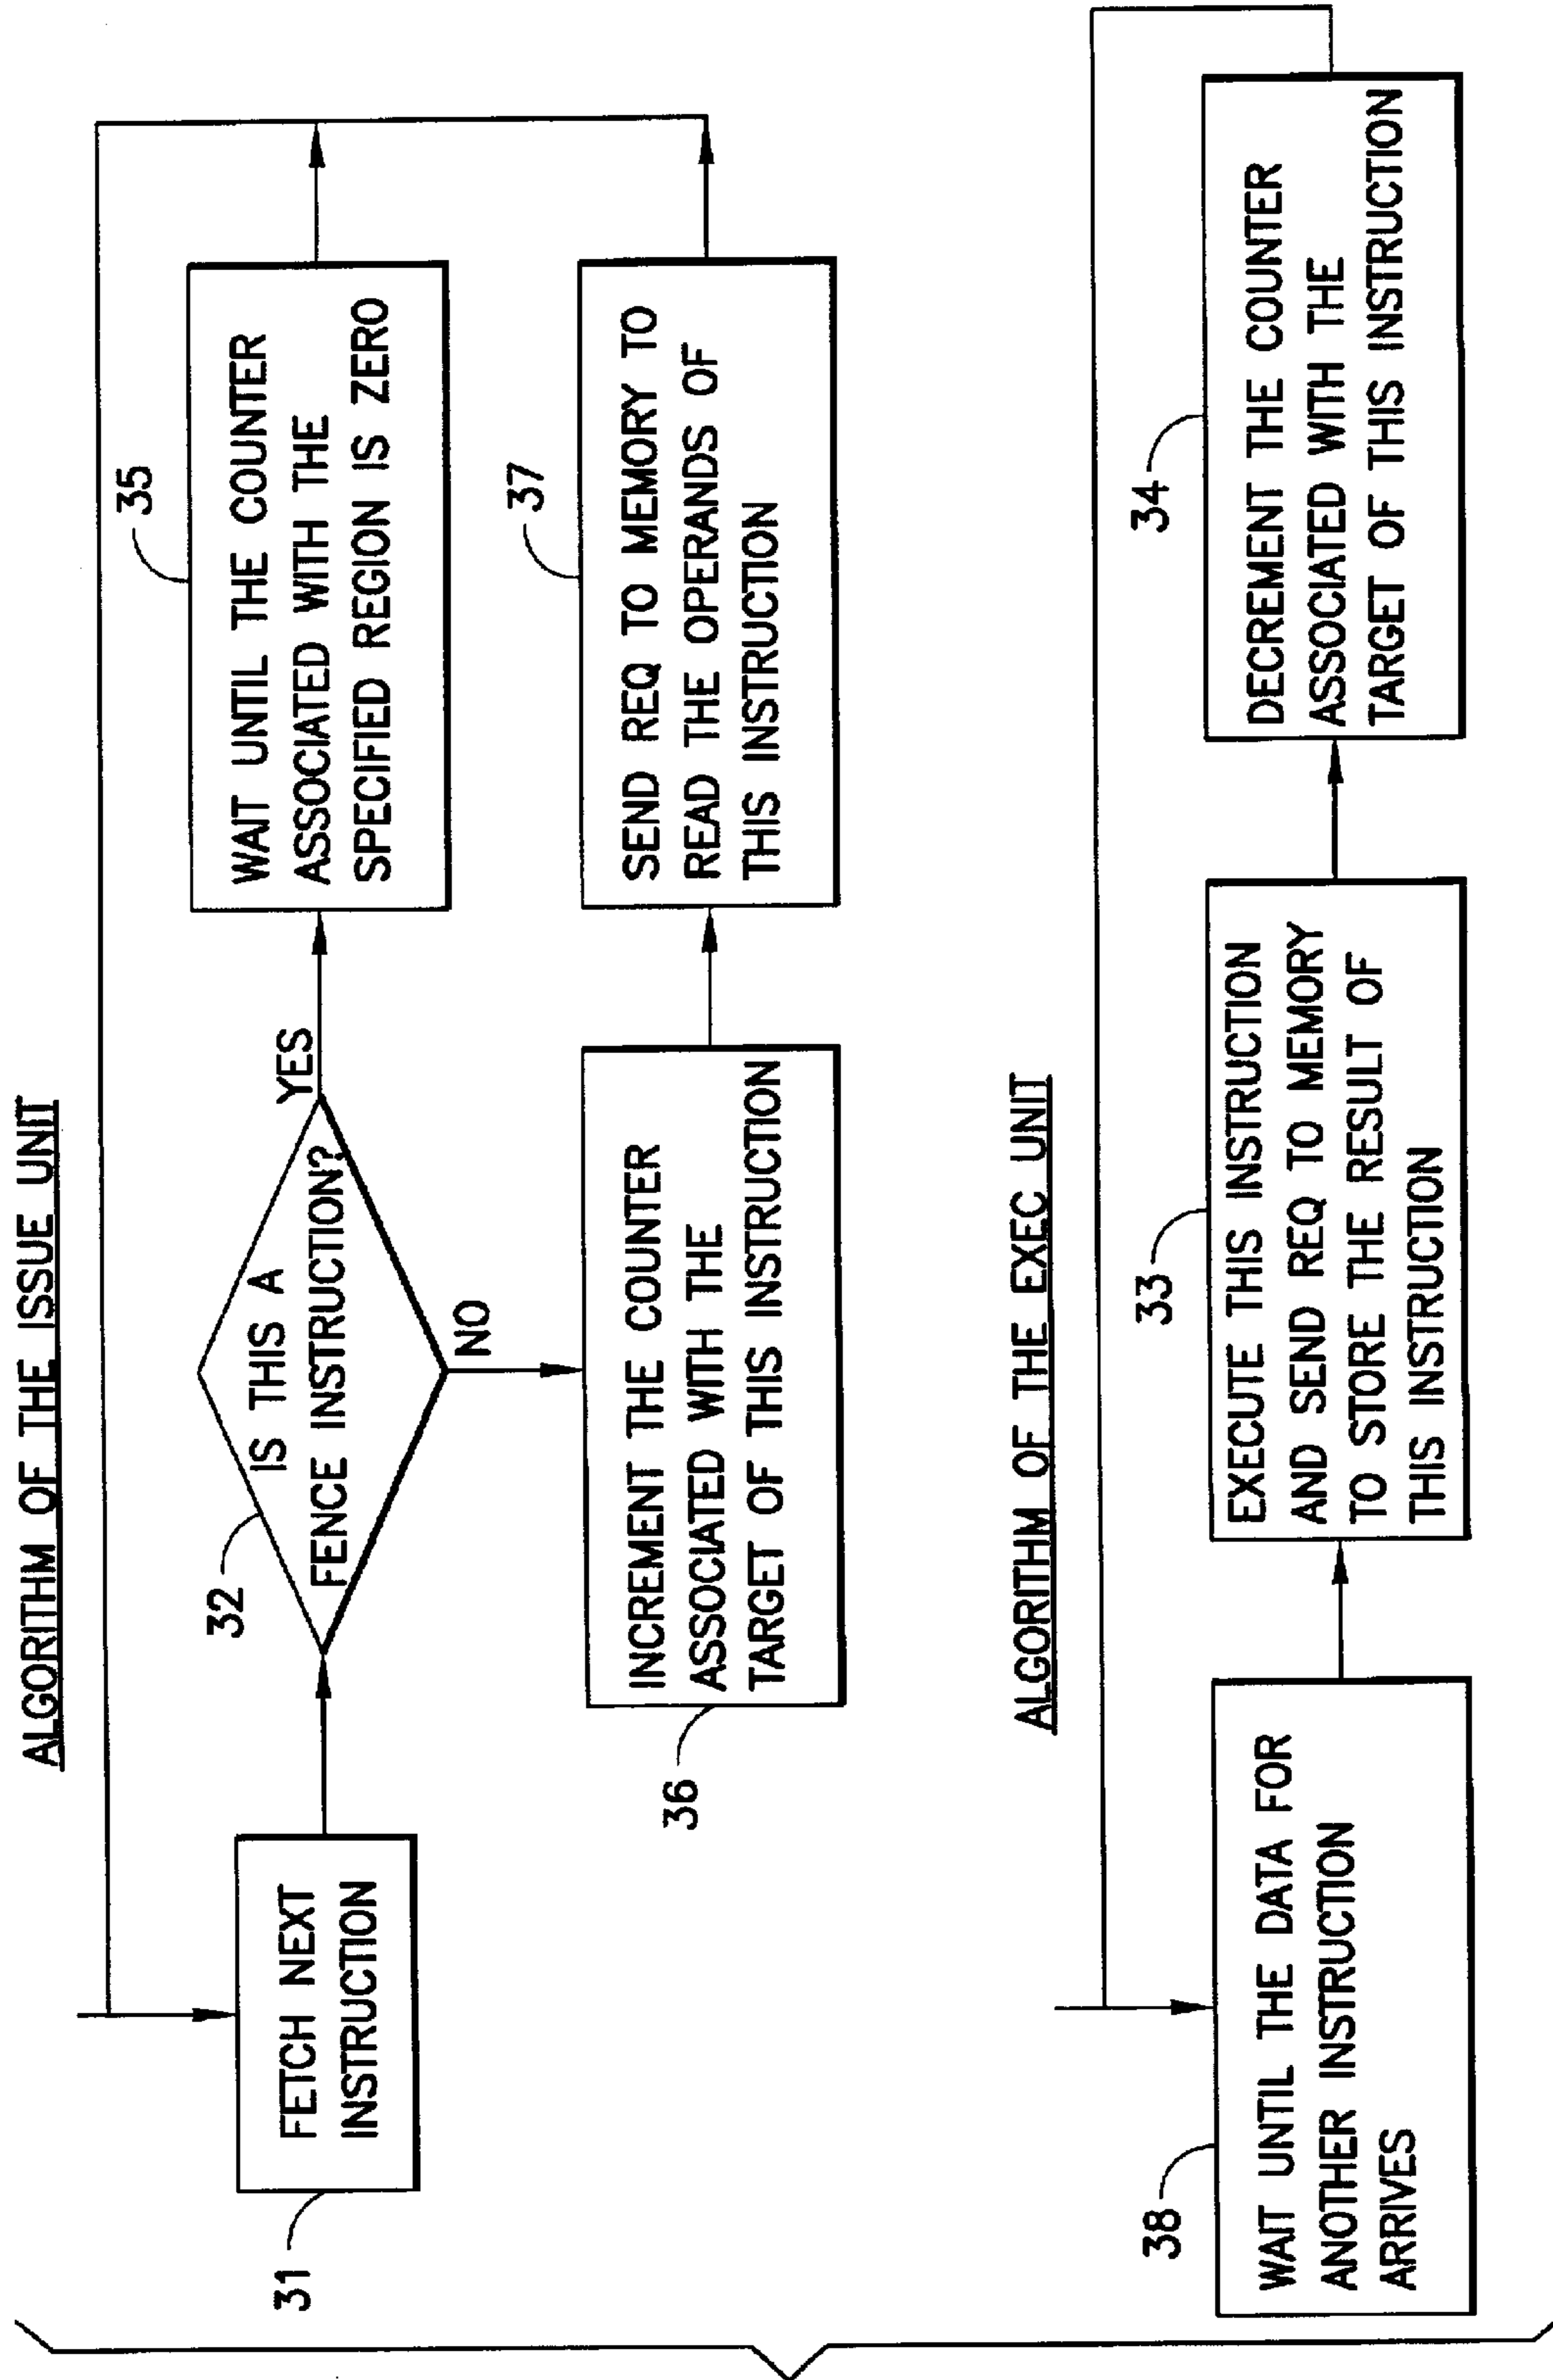 ALGORITHM OF THE ISSUE UNIT
31
FETCH NEXT
INSTRUCTION
32
IS THIS A
FENCE INSTRUCTION?
YES
NO
35
WAIT UNTIL THE COUNTER
ASSOCIATED WITH THE
SPECIFIED REGION IS ZERO
36
INCREMENT THE COUNTER
ASSOCIATED WITH THE
TARGET OF THIS INSTRUCTION
37
SEND REQ TO MEMORY TO
READ THE OPERANDS OF
THIS INSTRUCTION
ALGORITHM OF THE EXEC UNIT
38
WAIT UNTIL THE DATA FOR
ANOTHER INSTRUCTION
ARRIVES
33
EXECUTE THIS INSTRUCTION
AND SEND REQ TO MEMORY
TO STORE THE RESULT OF
THIS INSTRUCTION
34
DECREMENT THE COUNTER
ASSOCIATED WITH THE
TARGET OF THIS INSTRUCTION